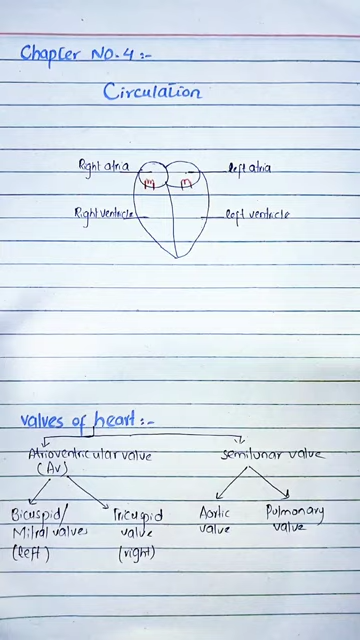 Chapter NO.4:-
Circulation
Right atria
left atria
m
m
Right ventricle
left ventricle
valves of heart:-
Atrioventricular valve
(AV)
semilunar valve
Bicuspid/
Mitral valve
(left)
Tricuspid
valve
(right)
Aortic
valve
Pulmonary
valve